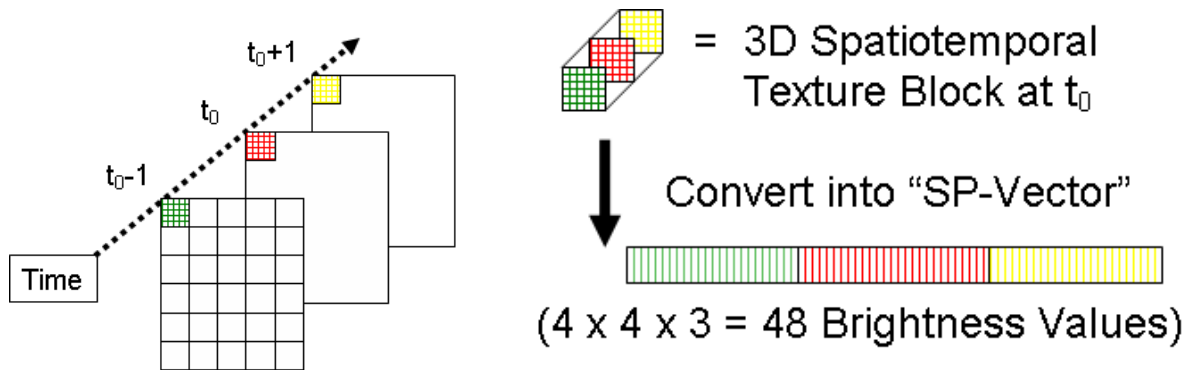 t0+1
t0
t0-1
Time
= 3D Spatiotemporal
Texture Block at t0
Convert into “SP-Vector”
(4 x 4 x 3 = 48 Brightness Values)